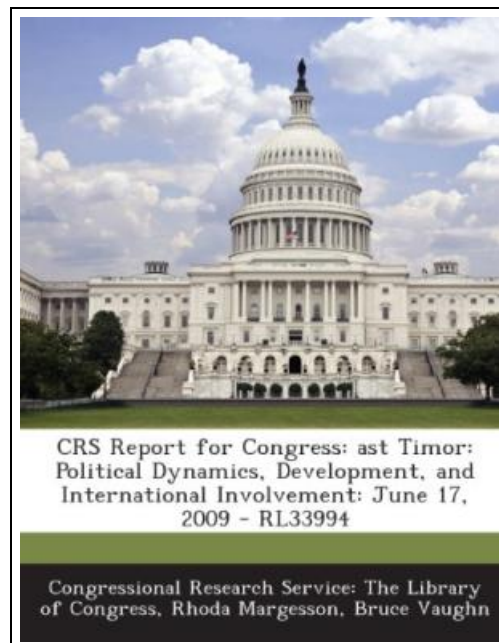 CRS Report for Congress: ast Timor:
Political Dynamics, Development, and
International Involvement: June 17,
2009 - RL33994
Congressional Research Service: The Library
of Congress, Rhoda Margesson, Bruce Vaughn